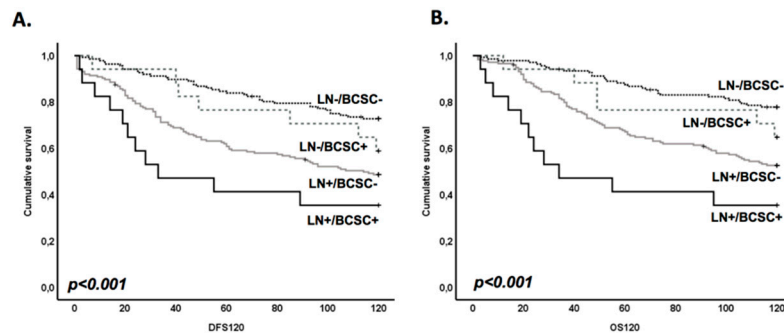 A.
Cumulative survival
1,0
0,8
0,6
0,4
0,2
0,0
LN-/BCSC-
LN-/BCSC+
LN+/BCSC-
LN+/BCSC+
p<0.001
0 20 40 60 80 100 120
DFS120
B.
Cumulative survival
1,0
0,8
0,6
0,4
0,2
0,0
LN-/BCSC-
LN-/BCSC+
LN+/BCSC-
LN+/BCSC+
p<0.001
0 20 40 60 80 100 120
OS120